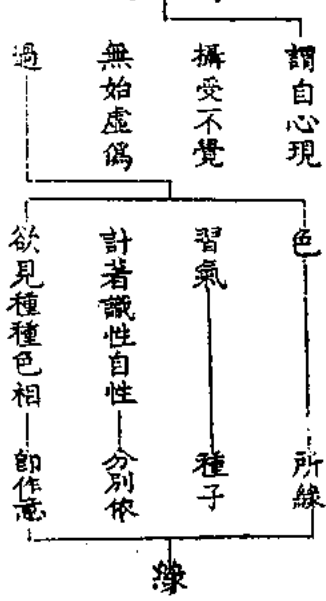 謂自心現
攝受不覺
無始虛偽
過
色
所緣
習氣
種子
計著識性自性
分別依
欲見種種色相
即作意
緣